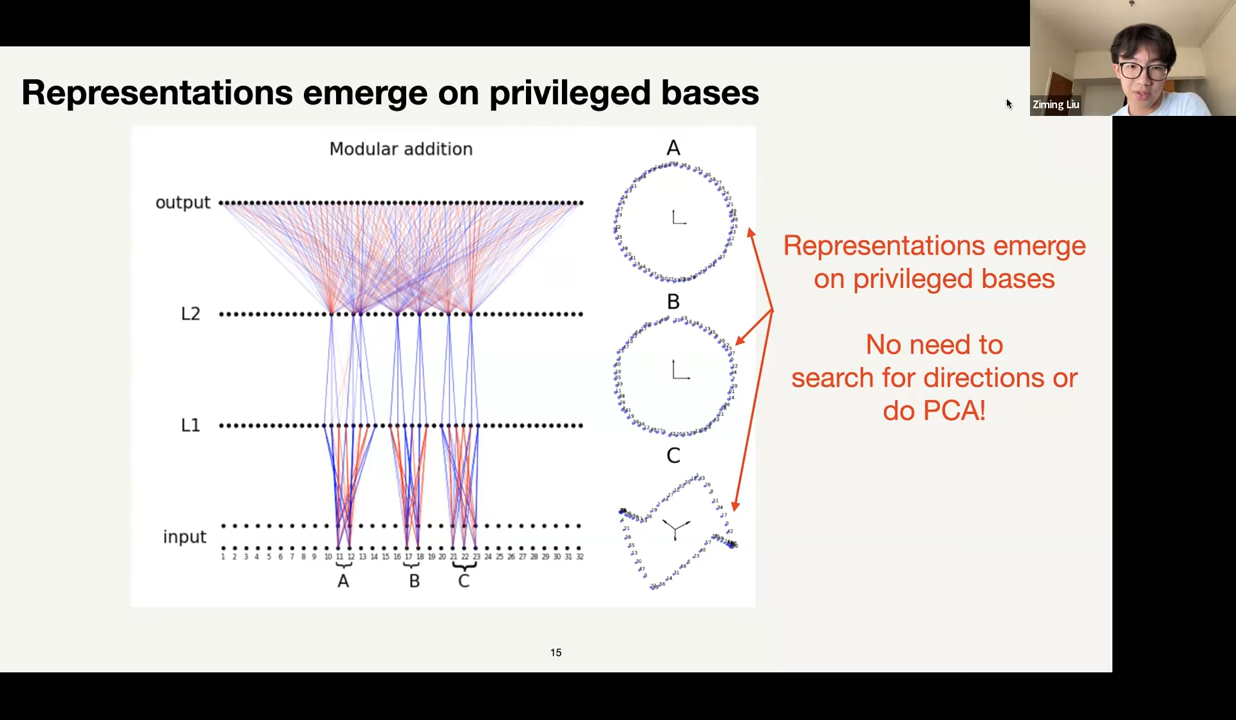 Representations emerge on privileged bases
Ziming Liu
Modular addition
output
L2
L1
input
1 2 3 4 5 6 7 8 9 10 11 12 13 14 15 16 17 18 19 20 21 22 23 24 25 26 27 28 29 30 31 32
A
B
C
A
B
C
Representations emerge
on privileged bases
No need to
search for directions or
do PCA!
15